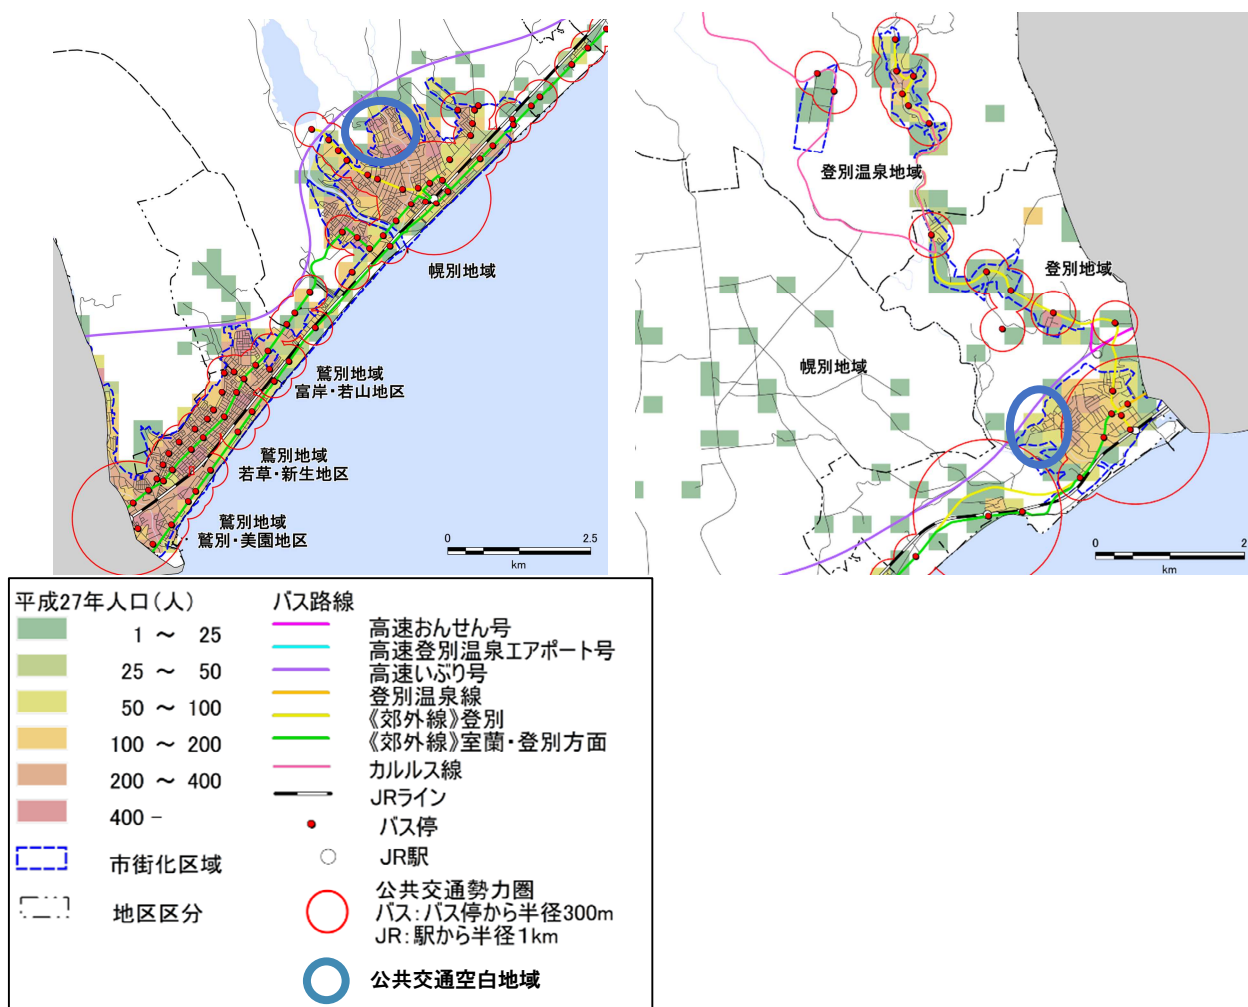 幌別地域
鷲別地域
富岸・若山地区
鷲別地域
若草・新生地区
鷲別地域
鷲別・美園地区
0 2.5
km
登別温泉地域
登別地域
幌別地域
0 2
km
平成27年人口(人)
1 ～ 25
25 ～ 50
50 ～ 100
100 ～ 200
200 ～ 400
400 －
市街化区域
地区区分
バス路線
高速おんせん号
高速登別温泉エアポート号
高速いぶり号
登別温泉線
《郊外線》登別
《郊外線》室蘭・登別方面
カルルス線
JRライン
バス停
JR駅
公共交通勢力圏
バス：バス停から半径300m
JR：駅から半径1km
公共交通空白地域